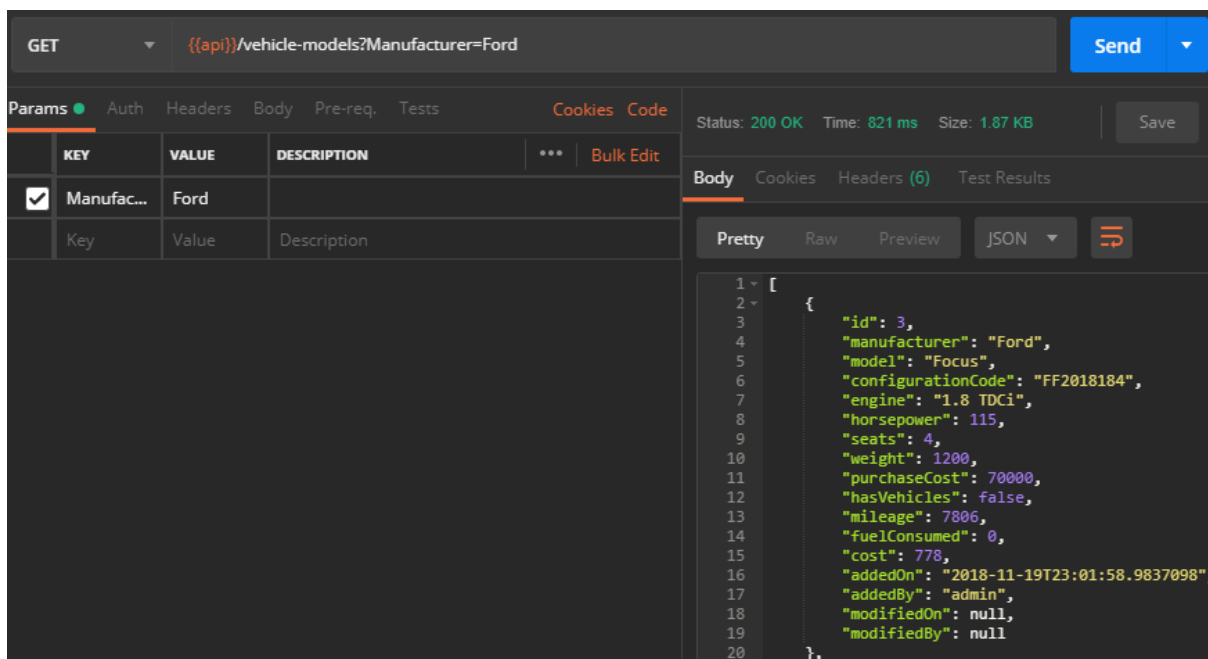 GET {{api}}/vehicle-models?Manufacturer=Ford Send
Params Auth Headers Body Pre-req. Tests Cookies Code
KEY VALUE DESCRIPTION ••• Bulk Edit
Manufac... Ford
Key Value Description
Status: 200 OK Time: 821 ms Size: 1.87 KB Save
Body Cookies Headers (6) Test Results
Pretty Raw Preview JSON
1 [
2 {
3 "id": 3,
4 "manufacturer": "Ford",
5 "model": "Focus",
6 "configurationCode": "FF2018184",
7 "engine": "1.8 TDCi",
8 "horsepower": 115,
9 "seats": 4,
10 "weight": 1200,
11 "purchaseCost": 70000,
12 "hasVehicles": false,
13 "mileage": 7806,
14 "fuelConsumed": 0,
15 "cost": 778,
16 "addedOn": "2018-11-19T23:01:58.9837098"
17 "addedBy": "admin",
18 "modifiedOn": null,
19 "modifiedBy": null
20 },